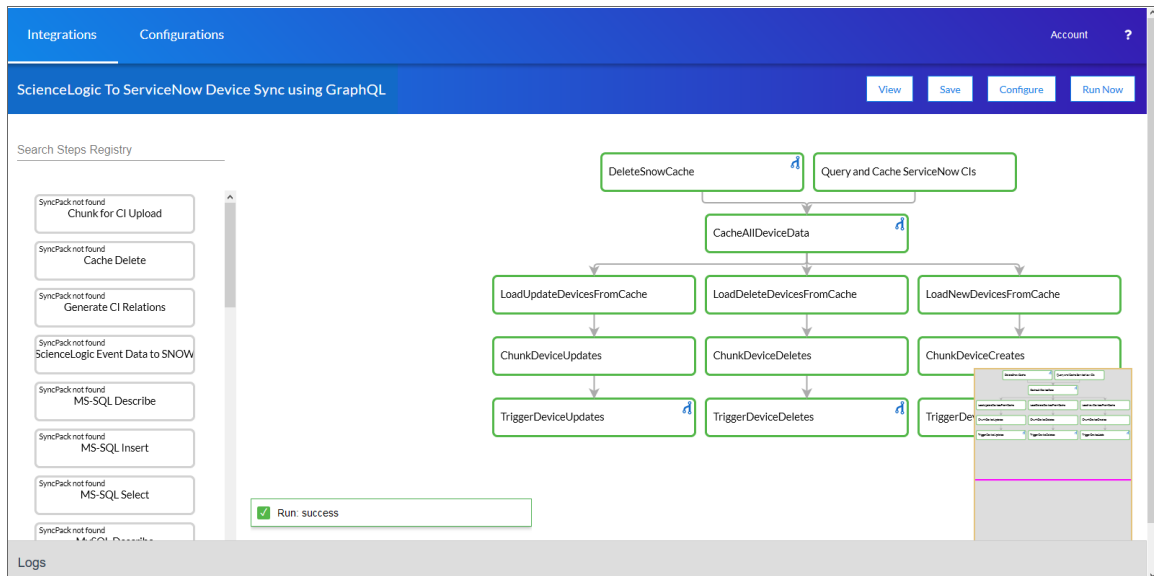 Integrations
Configurations
Account
?
ScienceLogic To ServiceNow Device Sync using GraphQL
View
Save
Configure
Run Now
Search Steps Registry
SyncPack not found
Chunk for CI Upload
SyncPack not found
Cache Delete
SyncPack not found
Generate CI Relations
SyncPack not found
ScienceLogic Event Data to SNOW
SyncPack not found
MS-SQL Describe
SyncPack not found
MS-SQL Insert
SyncPack not found
MS-SQL Select
SyncPack not found
MySQL Describe
DeleteSnowCache
Query and Cache ServiceNow CIs
CacheAllDeviceData
LoadUpdateDevicesFromCache
LoadDeleteDevicesFromCache
LoadNewDevicesFromCache
ChunkDeviceUpdates
ChunkDeviceDeletes
ChunkDeviceCreates
TriggerDeviceUpdates
TriggerDeviceDeletes
TriggerDev
Run: success
Logs